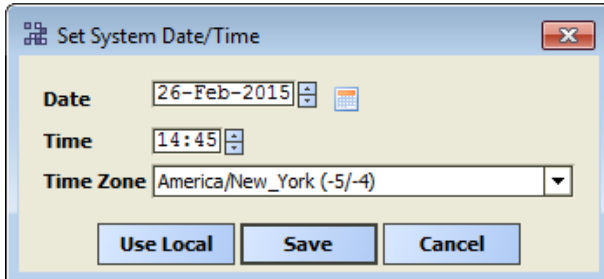 Set System Date/Time
Date 26-Feb-2015
Time 14:45
Time Zone America/New_York (-5/-4)
Use Local Save Cancel